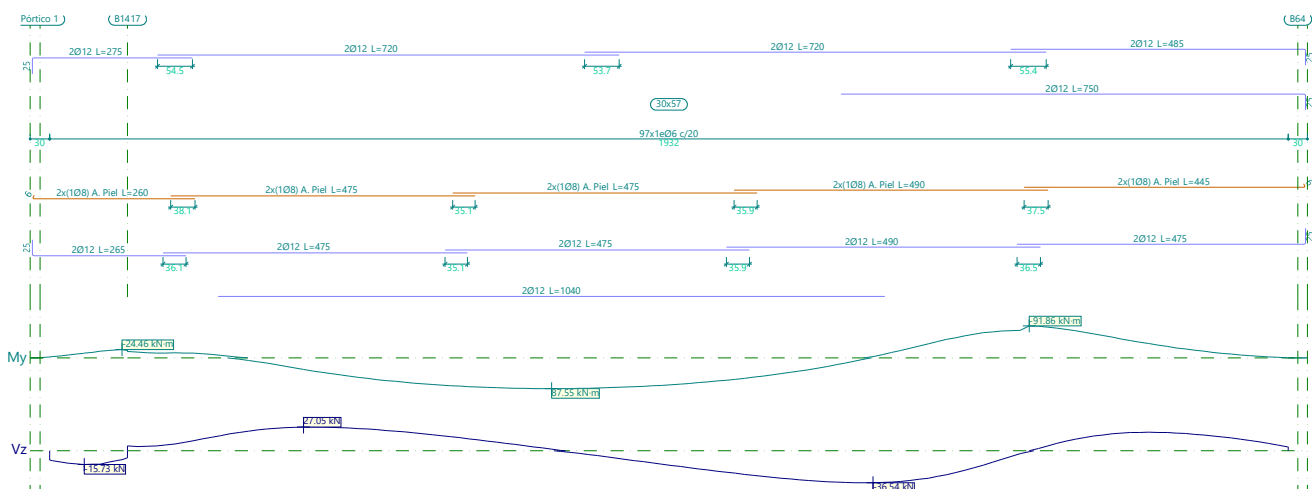 Pórtico 1 B1417 B64
2Ø12 L=275 2Ø12 L=720 2Ø12 L=720 2Ø12 L=485
25 54.5 53.7 55.4 25
2Ø12 L=750
30x57 25
97x1eØ6 c/20
30 1932 30
2x(1Ø8) A. Piel L=260 2x(1Ø8) A. Piel L=475 2x(1Ø8) A. Piel L=475 2x(1Ø8) A. Piel L=490 2x(1Ø8) A. Piel L=445
6 38.1 35.1 35.9 37.5 6
2Ø12 L=265 2Ø12 L=475 2Ø12 L=475 2Ø12 L=490 2Ø12 L=475
25 36.1 35.1 35.9 36.5 25
2Ø12 L=1040
My -24.46 kN·m 87.55 kN·m -91.86 kN·m
Vz -15.73 kN 27.05 kN -36.54 kN